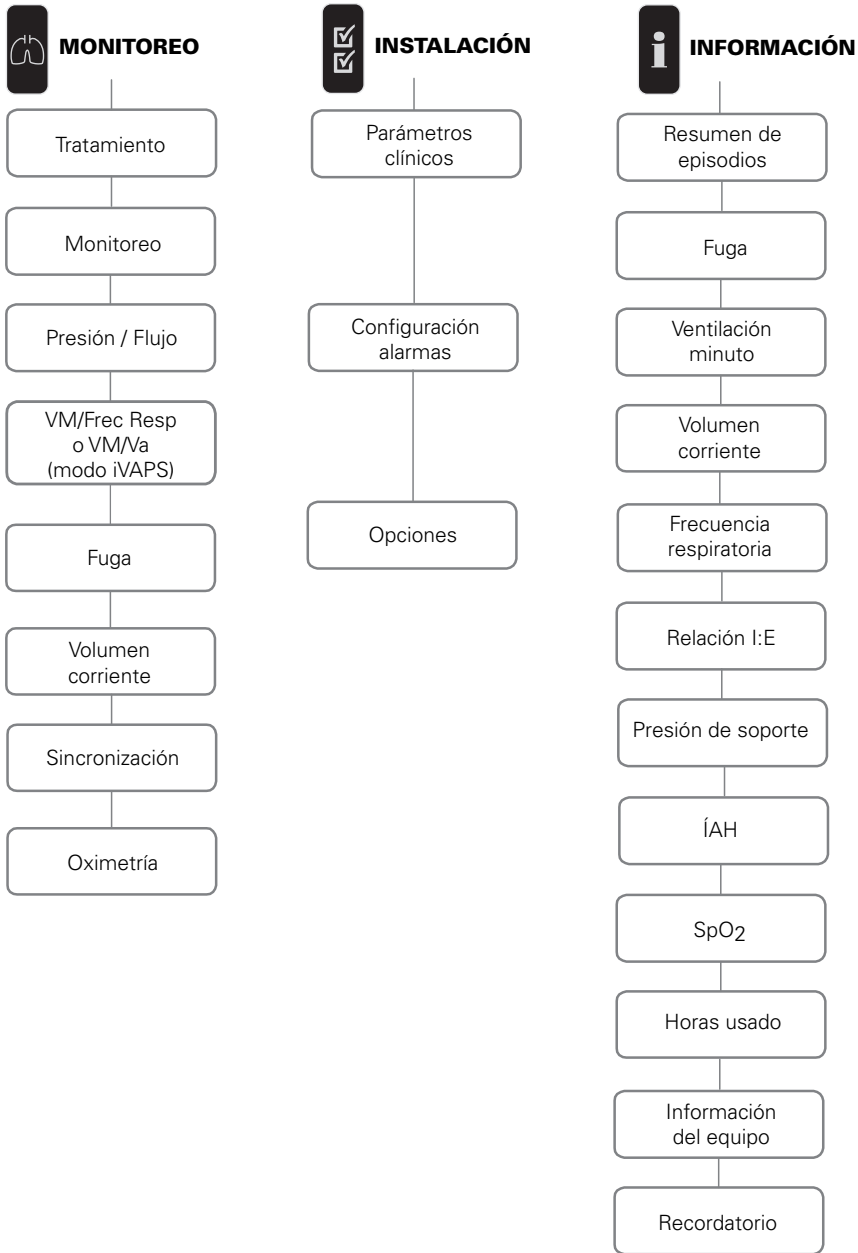 MONITOREO
Tratamiento
Monitoreo
Presión / Flujo
VM/Frec Resp
o VM/Va
(modo iVAPS)
Fuga
Volumen
corriente
Sincronización
Oximetría
INSTALACIÓN
Parámetros
clínicos
Configuración
alarmas
Opciones
i
INFORMACIÓN
Resumen de
episodios
Fuga
Ventilación
minuto
Volumen
corriente
Frecuencia
respiratoria
Relación I:E
Presión de soporte
ÍAH
SpO2
Horas usado
Información
del equipo
Recordatorio